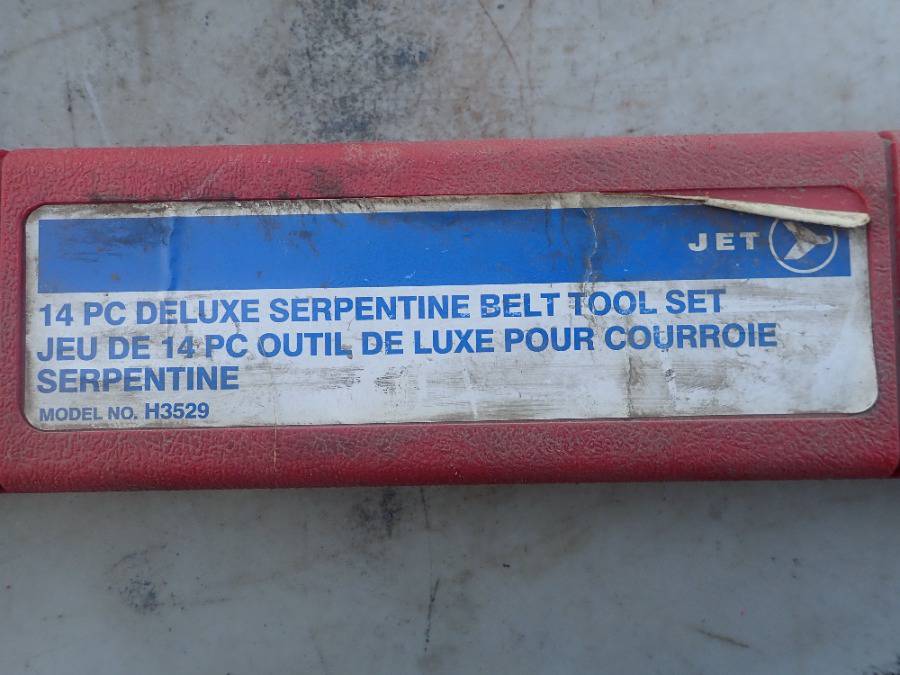 JET
14 PC DELUXE SERPENTINE BELT TOOL SET
JEU DE 14 PC OUTIL DE LUXE POUR COURROIE
SERPENTINE
MODEL NO. H3529